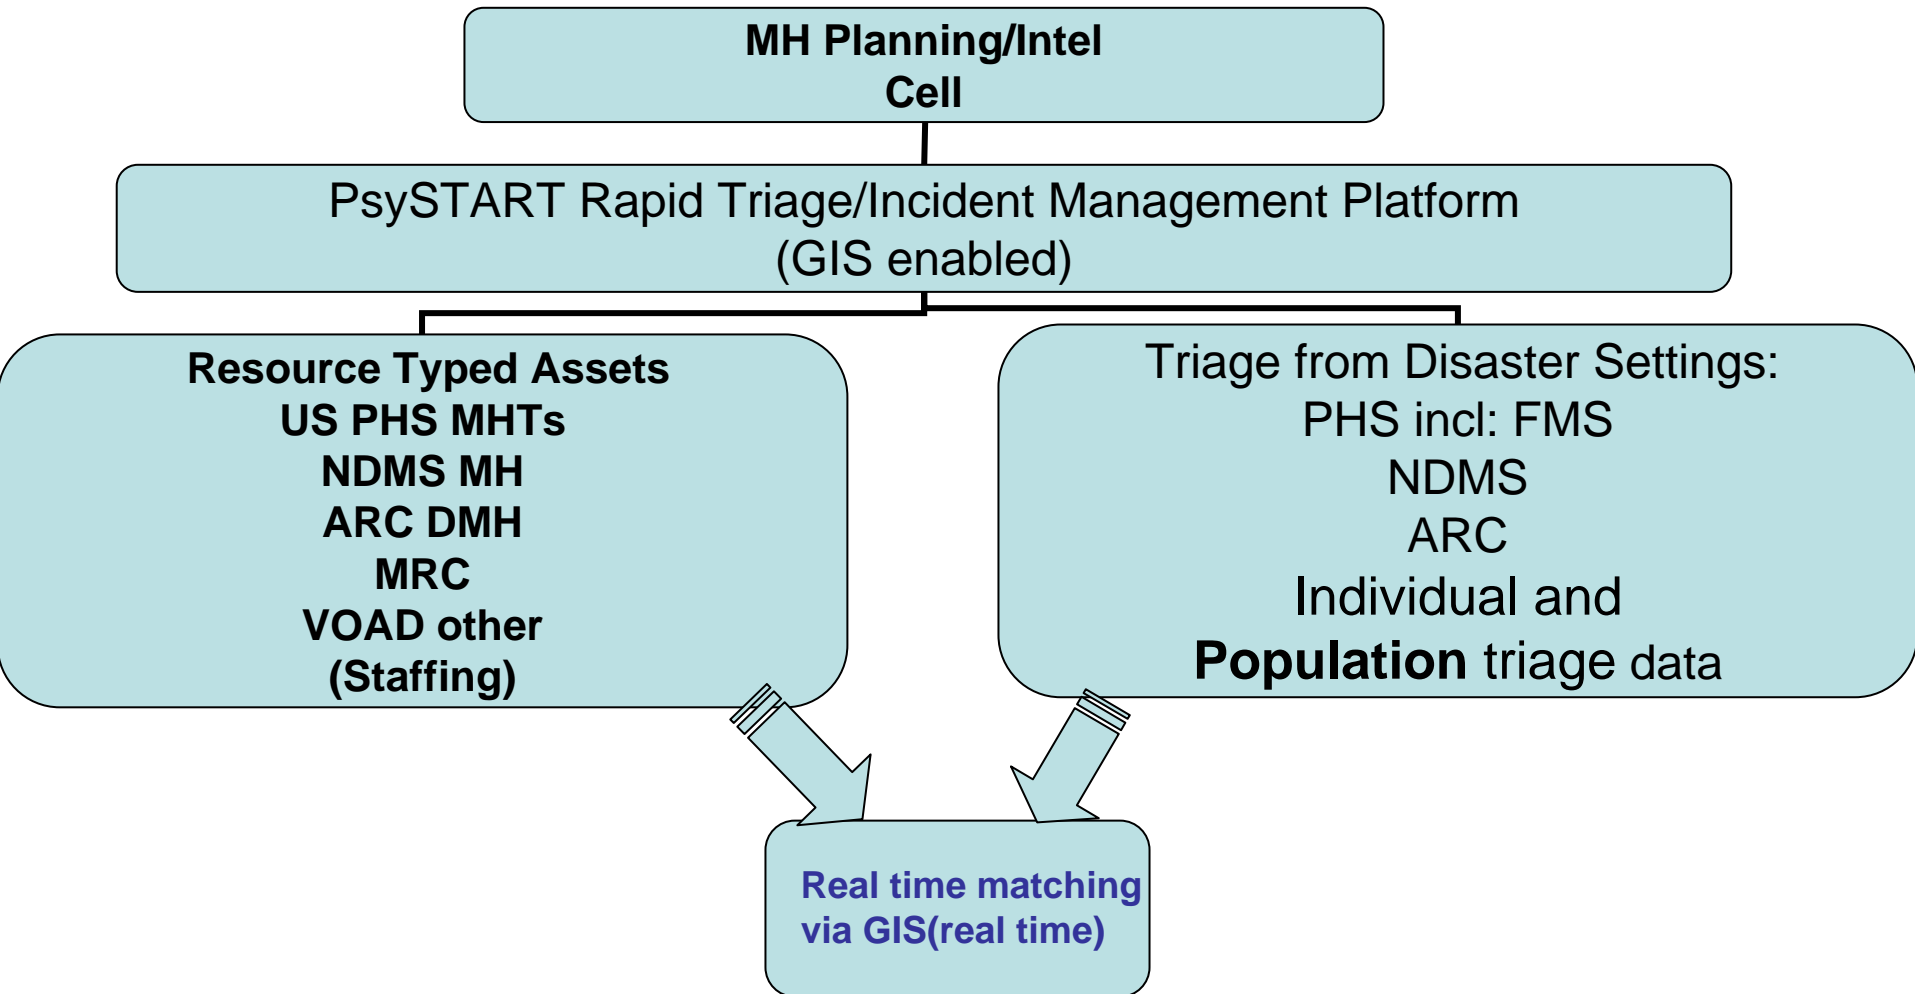 MH Planning/Intel
Cell
PsySTART Rapid Triage/Incident Management Platform
(GIS enabled)
Resource Typed Assets
US PHS MHTs
NDMS MH
ARC DMH
MRC
VOAD other
(Staffing)
Triage from Disaster Settings:
PHS incl: FMS
NDMS
ARC
Individual and
Population triage data
Real time matching
via GIS(real time)